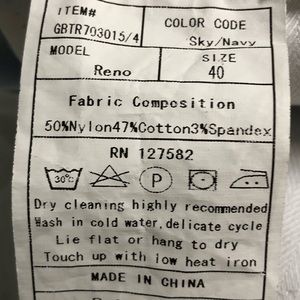 ITEM# COLOR CODE
GBTR703015/4 Sky/Navy
MODEL SIZE
Reno 40
Fabric Composition
50%Nylon47%Cotton3%Spandex
RN 127582
30°C P
Dry cleaning highly recommended
Wash in cold water,delicate cycle
Lie flat or hang to dry
Touch up with low heat iron
MADE IN CHINA